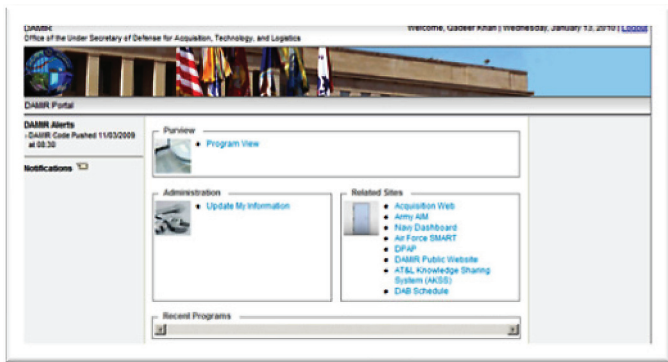 DAMIR
Welcome, Qadeer Khan | Wednesday, January 13, 2010 | Logout
Office of the Under Secretary of Defense for Acquisition, Technology, and Logistics
DAMIR Portal
DAMIR Alerts
- DAMIR Code Pushed 11/03/2009
at 08:30
Notifications
Purview
Program View
Administration
Update My Information
Related Sites
Acquisition Web
Army AIM
Navy Dashboard
Air Force SMART
DPAP
DAMIR Public Website
AT&L Knowledge Sharing
System (AKSS)
DAB Schedule
Recent Programs